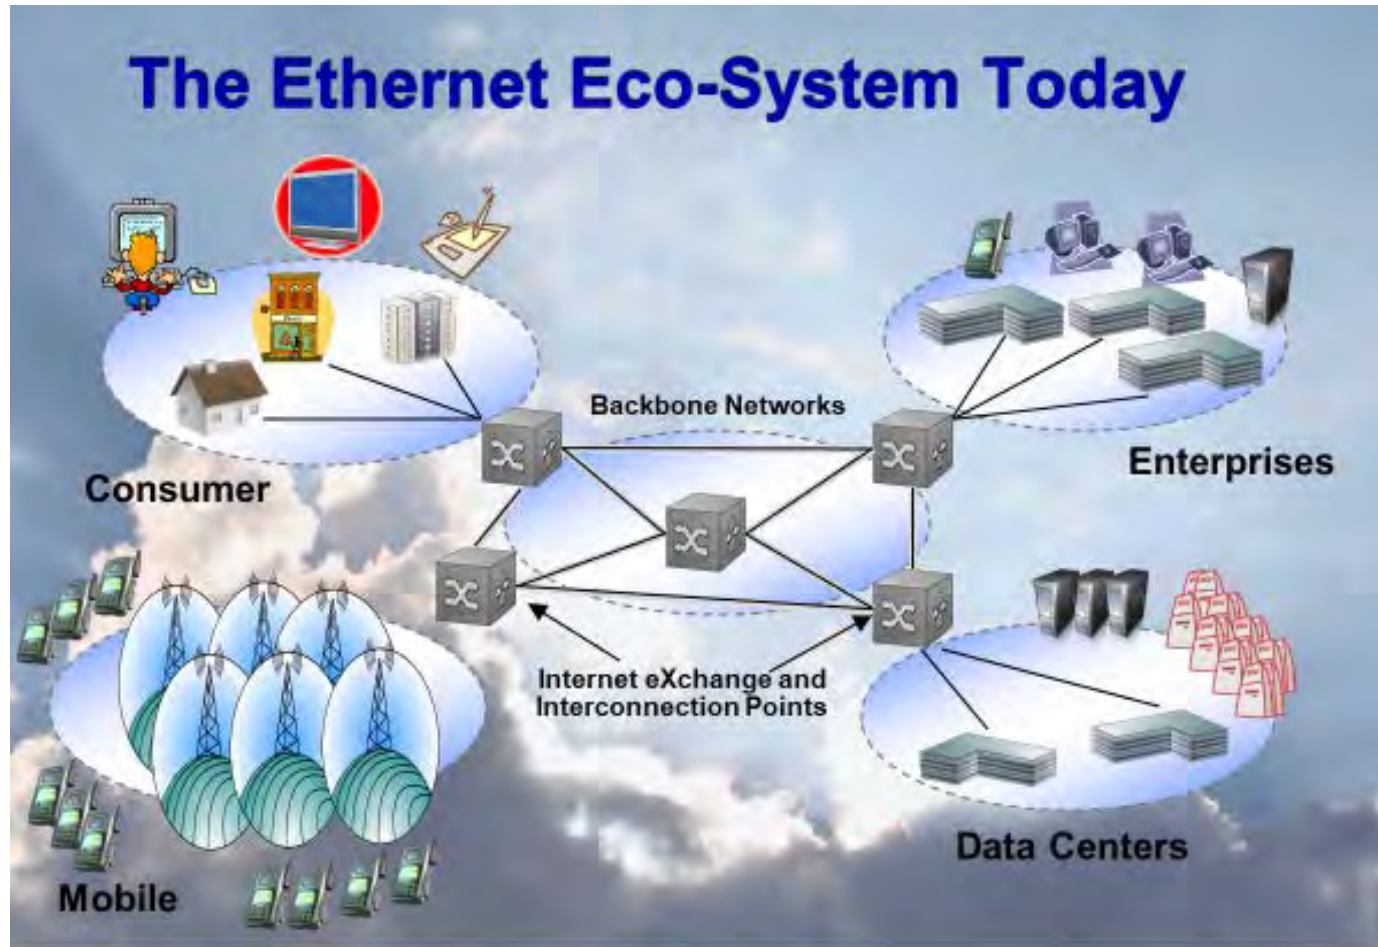 The Ethernet Eco-System Today
Backbone Networks
Enterprises
Consumer
Internet eXchange and
Interconnection Points
Data Centers
Mobile